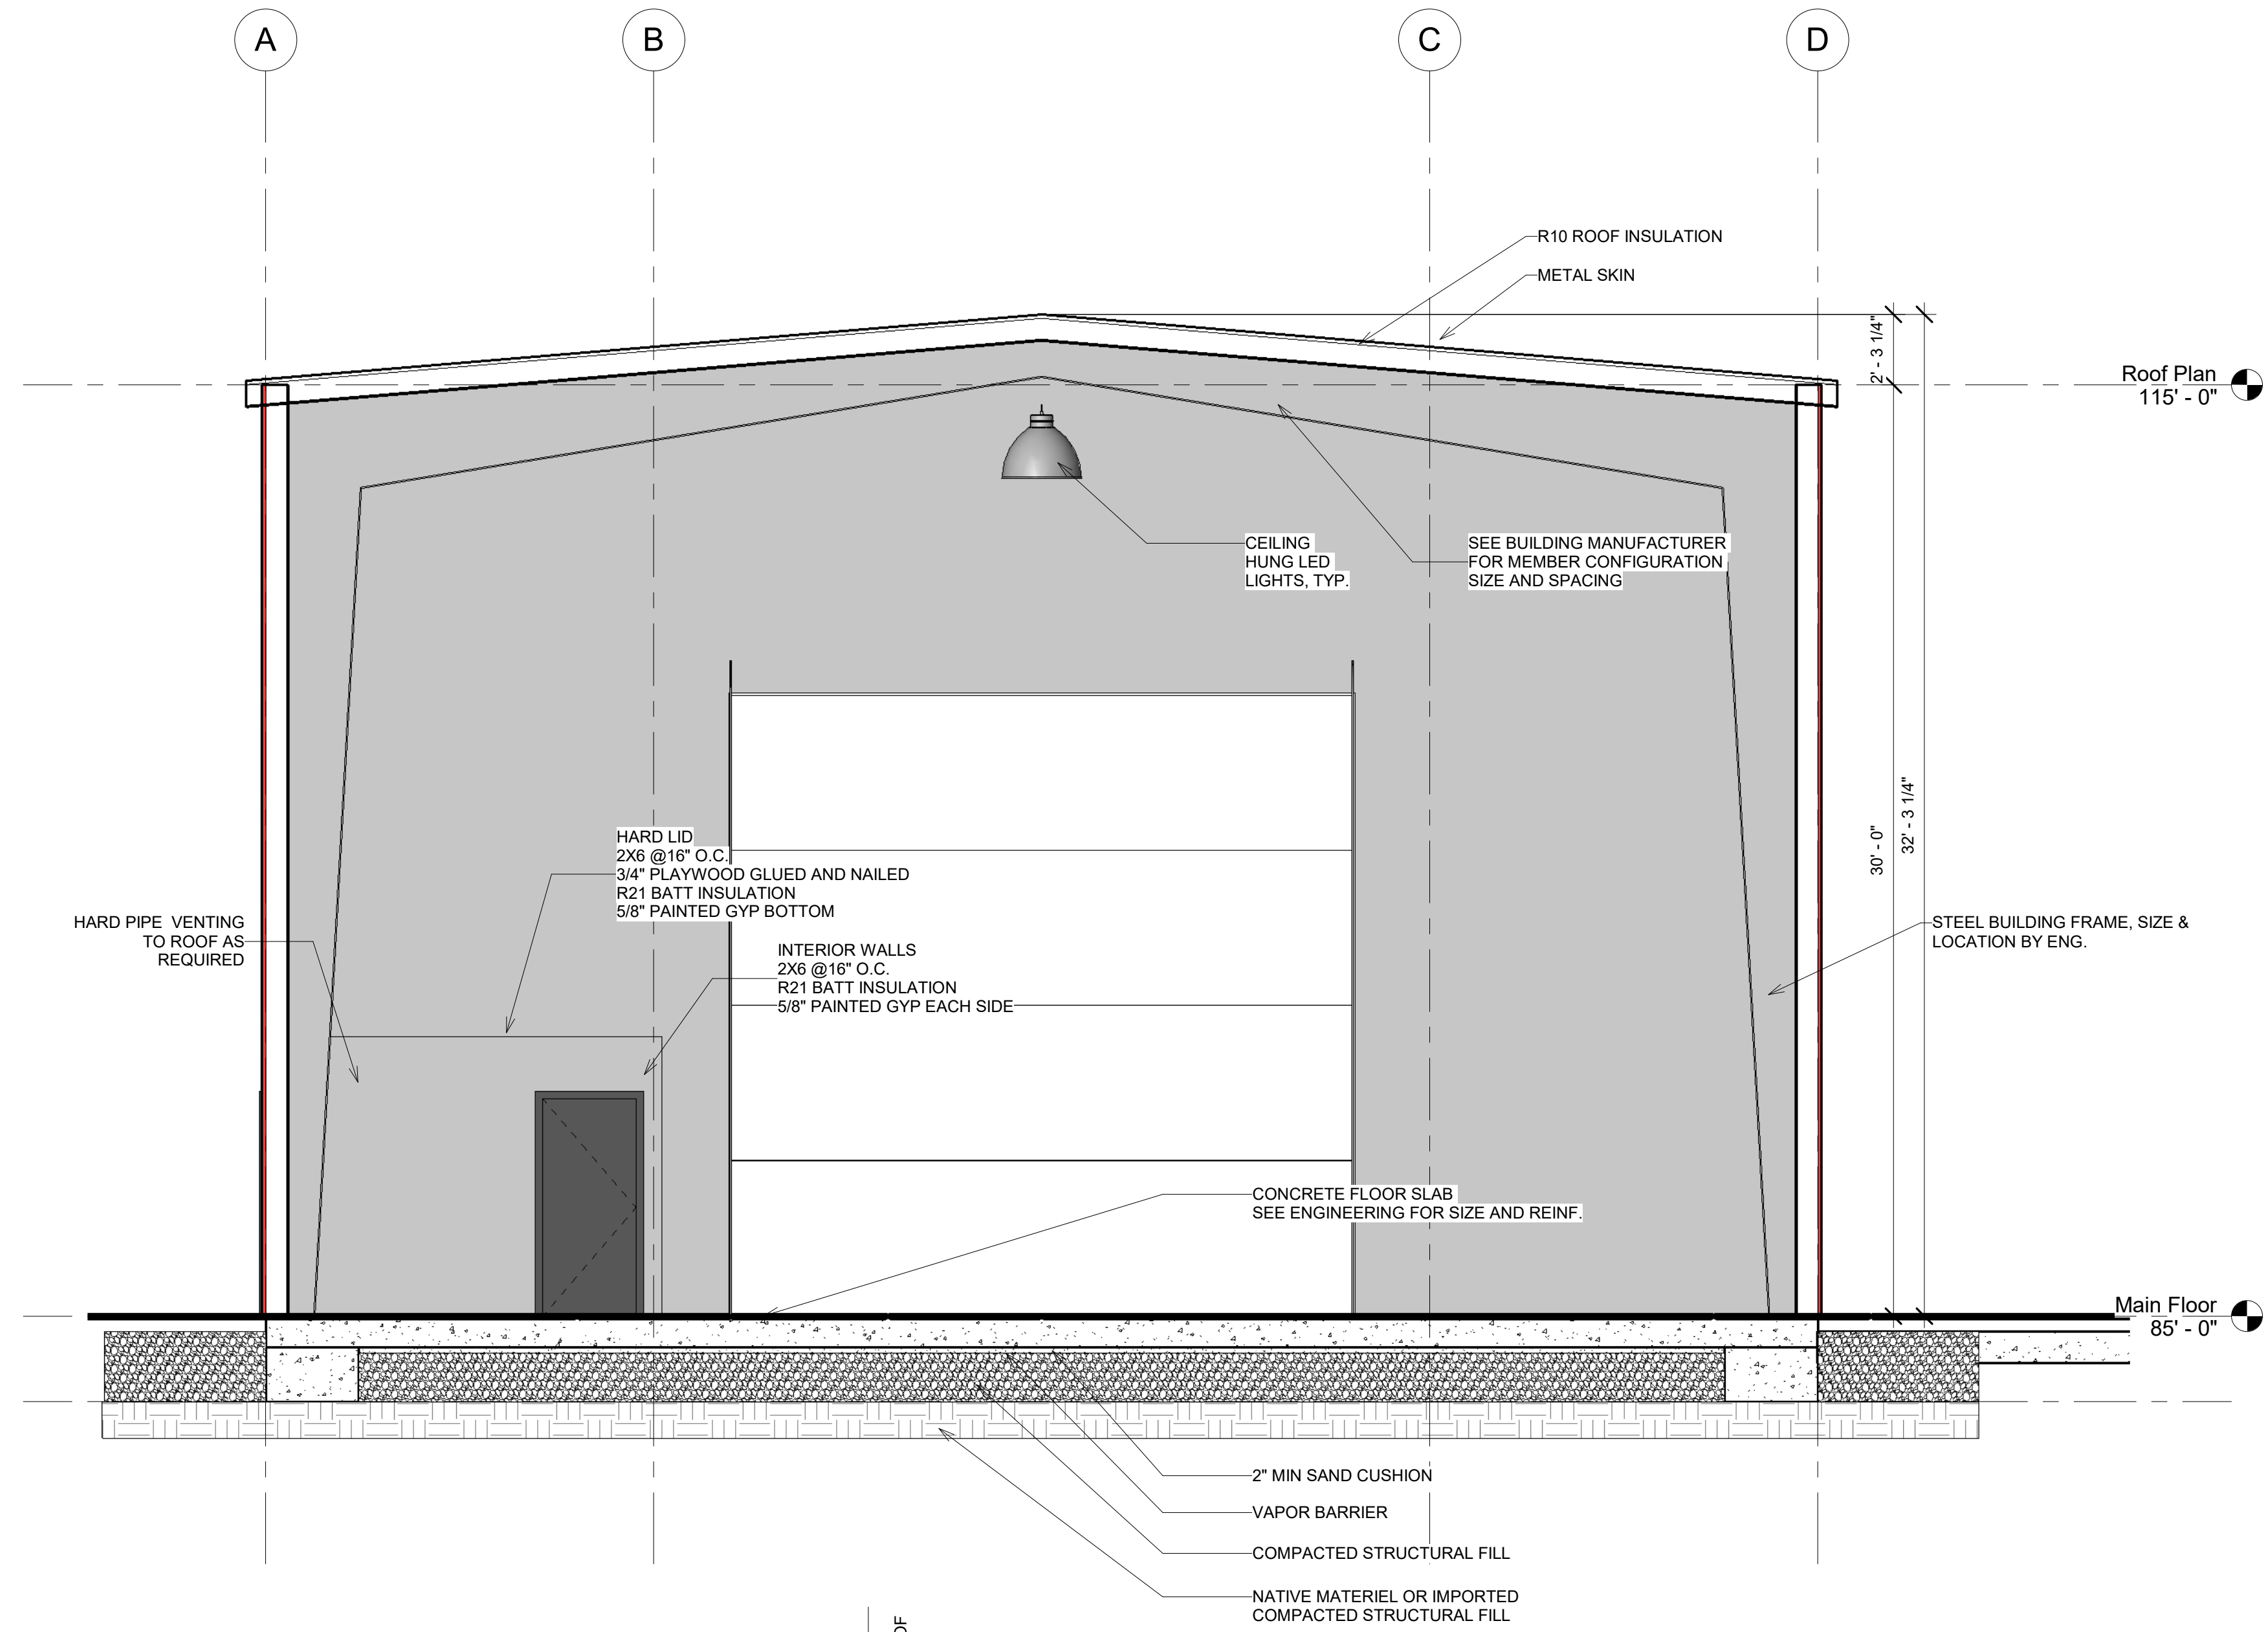 A
B
C
D
R10 ROOF INSULATION
METAL SKIN
2' - 3 1/4"
Roof Plan
115' - 0"
CEILING
HUNG LED
LIGHTS, TYP.
SEE BUILDING MANUFACTURER
FOR MEMBER CONFIGURATION
SIZE AND SPACING
30' - 0"
32' - 3 1/4"
HARD LID
2X6 @16" O.C.
3/4" PLAYWOOD GLUED AND NAILED
R21 BATT INSULATION
5/8" PAINTED GYP BOTTOM
HARD PIPE  VENTING
TO ROOF AS
REQUIRED
INTERIOR WALLS
2X6 @16" O.C.
R21 BATT INSULATION
5/8" PAINTED GYP EACH SIDE
STEEL BUILDING FRAME, SIZE &
LOCATION BY ENG.
CONCRETE FLOOR SLAB
SEE ENGINEERING FOR SIZE AND REINF.
Main Floor
85' - 0"
2" MIN SAND CUSHION
VAPOR BARRIER
COMPACTED STRUCTURAL FILL
NATIVE MATERIEL OR IMPORTED
COMPACTED STRUCTURAL FILL